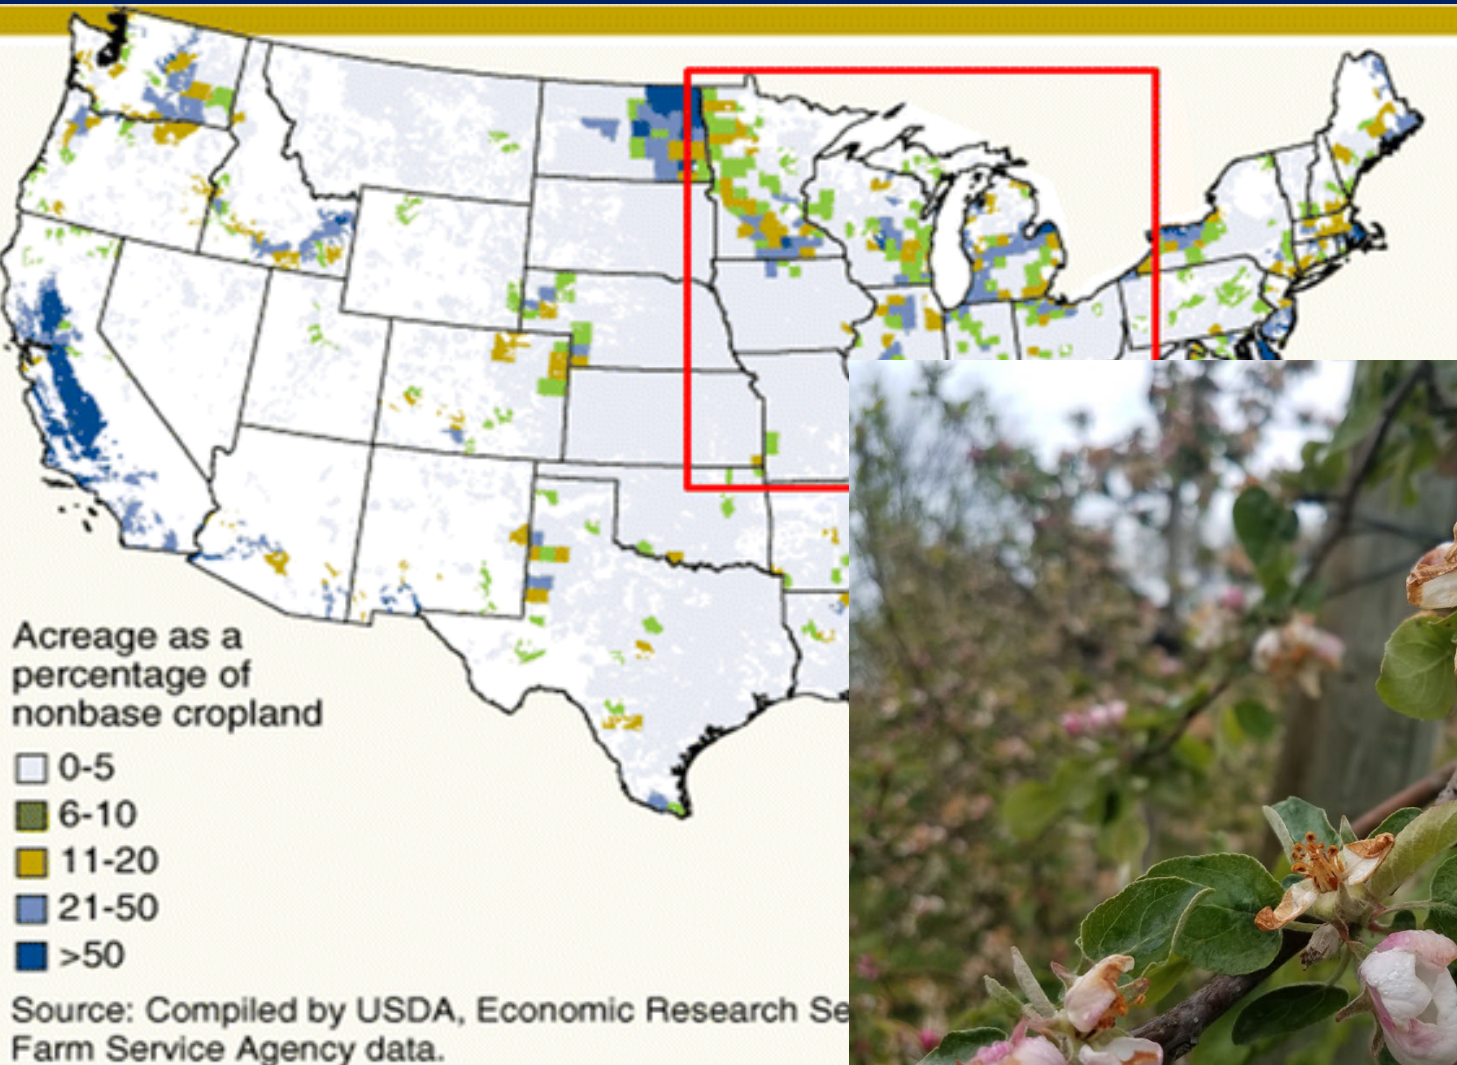 Acreage as a
percentage of
nonbase cropland
0-5
6-10
11-20
21-50
>50
Source: Compiled by USDA, Economic Research Se
Farm Service Agency data.